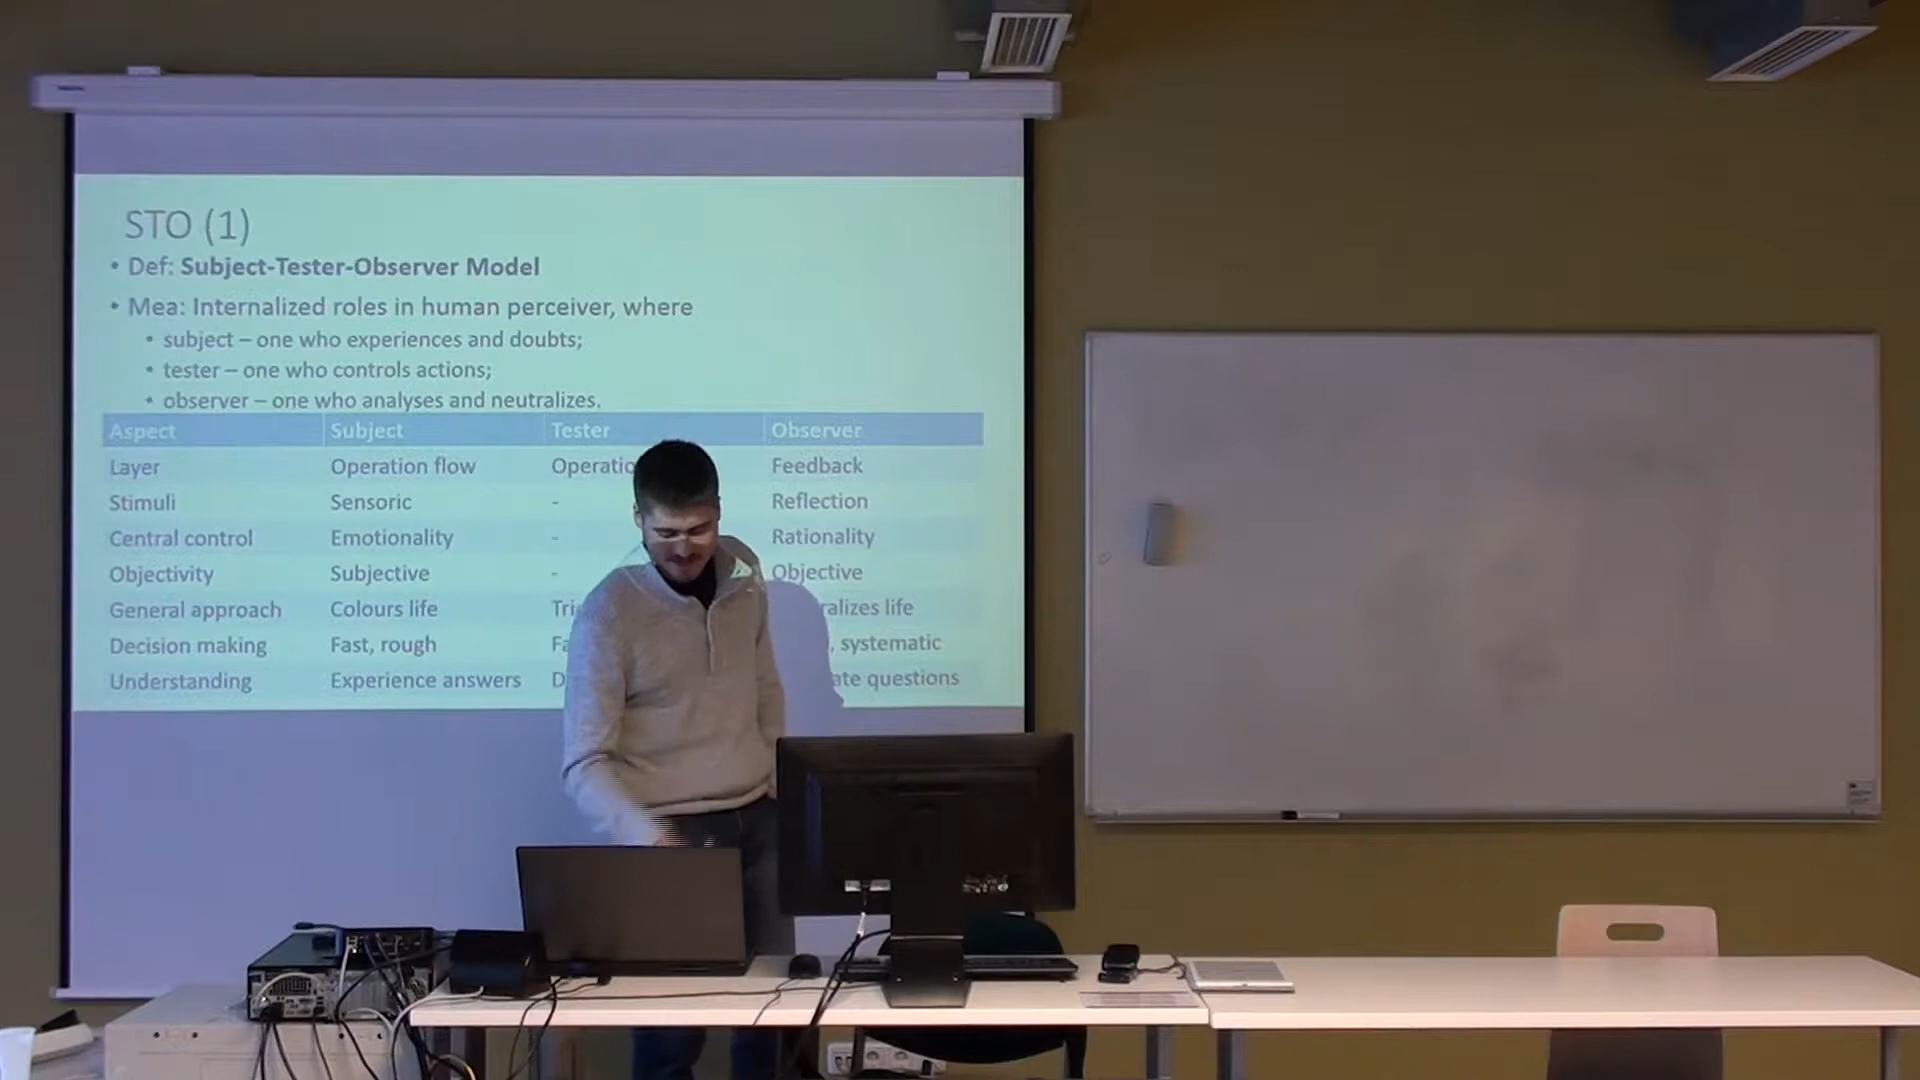 STO (1)
• Def: Subject-Tester-Observer Model
• Mea: Internalized roles in human perceiver, where
• subject – one who experiences and doubts;
• tester – one who controls actions;
• observer – one who analyses and neutralizes.
Aspect Subject Tester Observer
Layer Operation flow Feedback
Stimuli Sensoric - Reflection
Central control Emotionality - Rationality
Objectivity Subjective - Objective
General approach Colours life life
Decision making Fast, rough , systematic
Understanding Experience answers questions